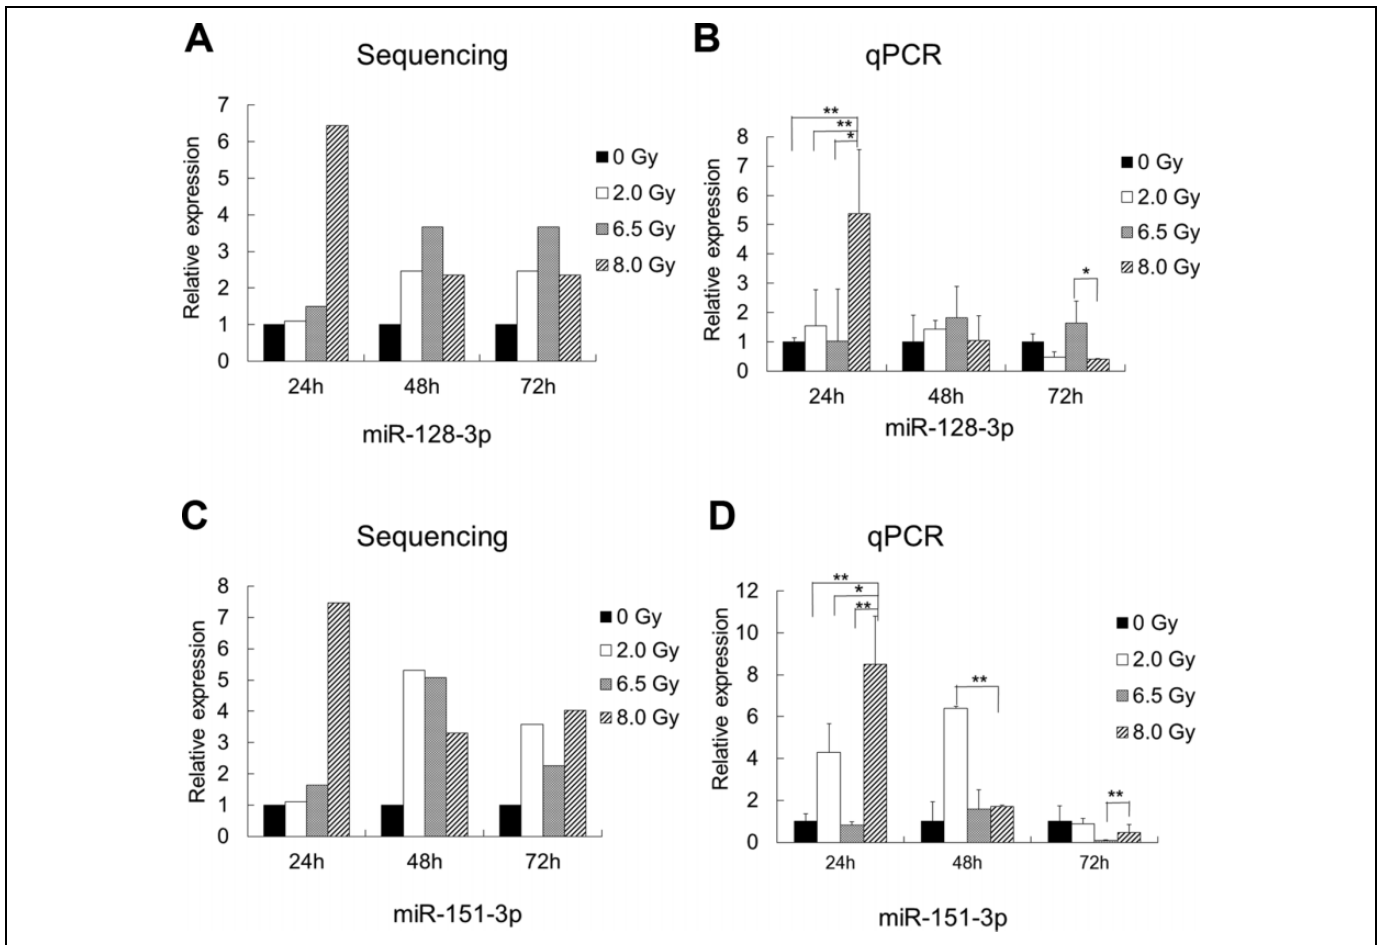 A
Sequencing
Relative expression
7
6
5
4
3
2
1
0
24h
48h
72h
miR-128-3p
0 Gy
2.0 Gy
6.5 Gy
8.0 Gy
B
qPCR
Relative expression
8
7
6
5
4
3
2
1
0
**
**
*
*
24h
48h
72h
miR-128-3p
0 Gy
2.0 Gy
6.5 Gy
8.0 Gy
C
Sequencing
Relative expression
8
7
6
5
4
3
2
1
0
24h
48h
72h
miR-151-3p
0 Gy
2.0 Gy
6.5 Gy
8.0 Gy
D
qPCR
Relative expression
12
10
8
6
4
2
0
**
*
**
**
**
24h
48h
72h
miR-151-3p
0 Gy
2.0 Gy
6.5 Gy
8.0 Gy